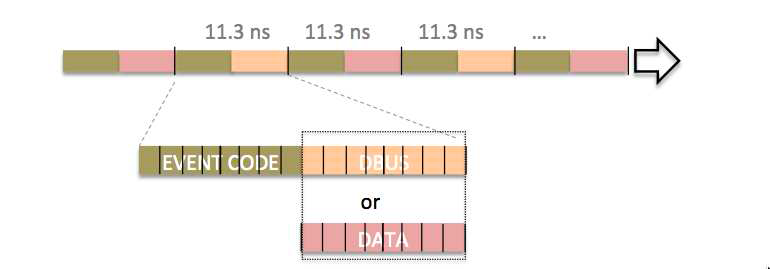 11.3 ns 11.3 ns 11.3 ns ...
EVENT CODE DBUS
or
DATA